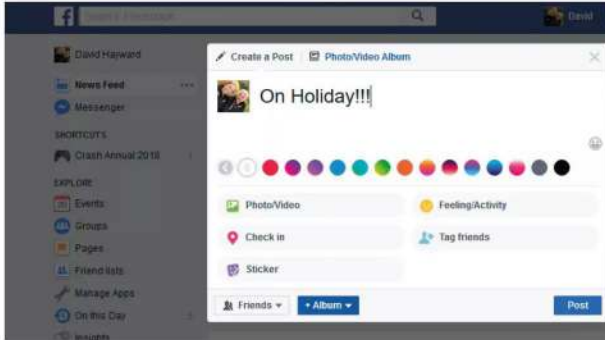 f Search Facebook David
David Hayward
News Feed
Messenger
SHORTCUTS
Crash Annual 2018
EXPLORE
Events
Groups
Pages
Friend lists
Manage Apps
On this Day
Insights
Create a Post Photo/Video Album
On Holiday!!!
Photo/Video Feeling/Activity
Check in Tag friends
Sticker
Friends + Album Post